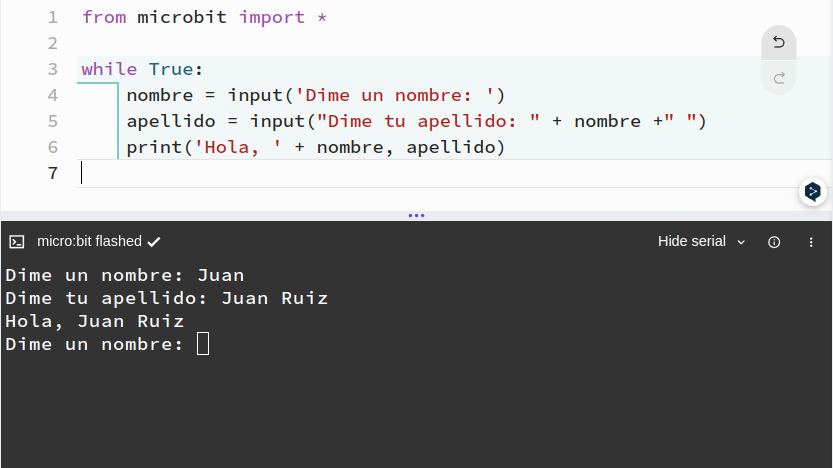 1 from microbit import *
2
3 while True:
4 nombre = input('Dime un nombre: ')
5 apellido = input("Dime tu apellido: " + nombre +" ")
6 print('Hola, ' + nombre, apellido)
7
micro:bit flashed
Hide serial
Dime un nombre: Juan
Dime tu apellido: Juan Ruiz
Hola, Juan Ruiz
Dime un nombre: